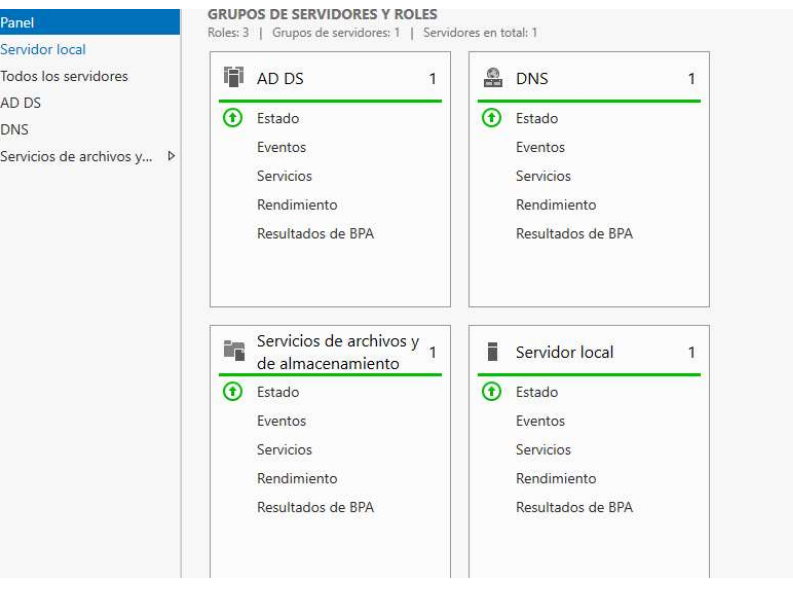 Panel
Servidor local
Todos los servidores
AD DS
DNS
Servicios de archivos y...
GRUPOS DE SERVIDORES Y ROLES
Roles: 3 | Grupos de servidores: 1 | Servidores en total: 1
AD DS 1
Estado
Eventos
Servicios
Rendimiento
Resultados de BPA
DNS 1
Estado
Eventos
Servicios
Rendimiento
Resultados de BPA
Servicios de archivos y
de almacenamiento 1
Estado
Eventos
Servicios
Rendimiento
Resultados de BPA
Servidor local 1
Estado
Eventos
Servicios
Rendimiento
Resultados de BPA